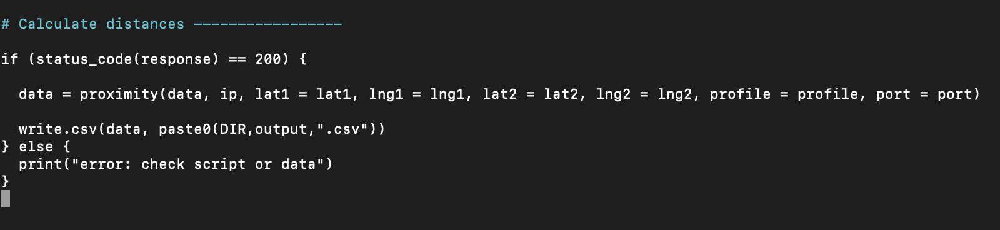 # Calculate distances -----------------
if (status_code(response) == 200) {
  data = proximity(data, ip, lat1 = lat1, lng1 = lng1, lat2 = lat2, lng2 = lng2, profile = profile, port = port)
  write.csv(data, paste0(DIR,output,".csv"))
} else {
  print("error: check script or data")
}